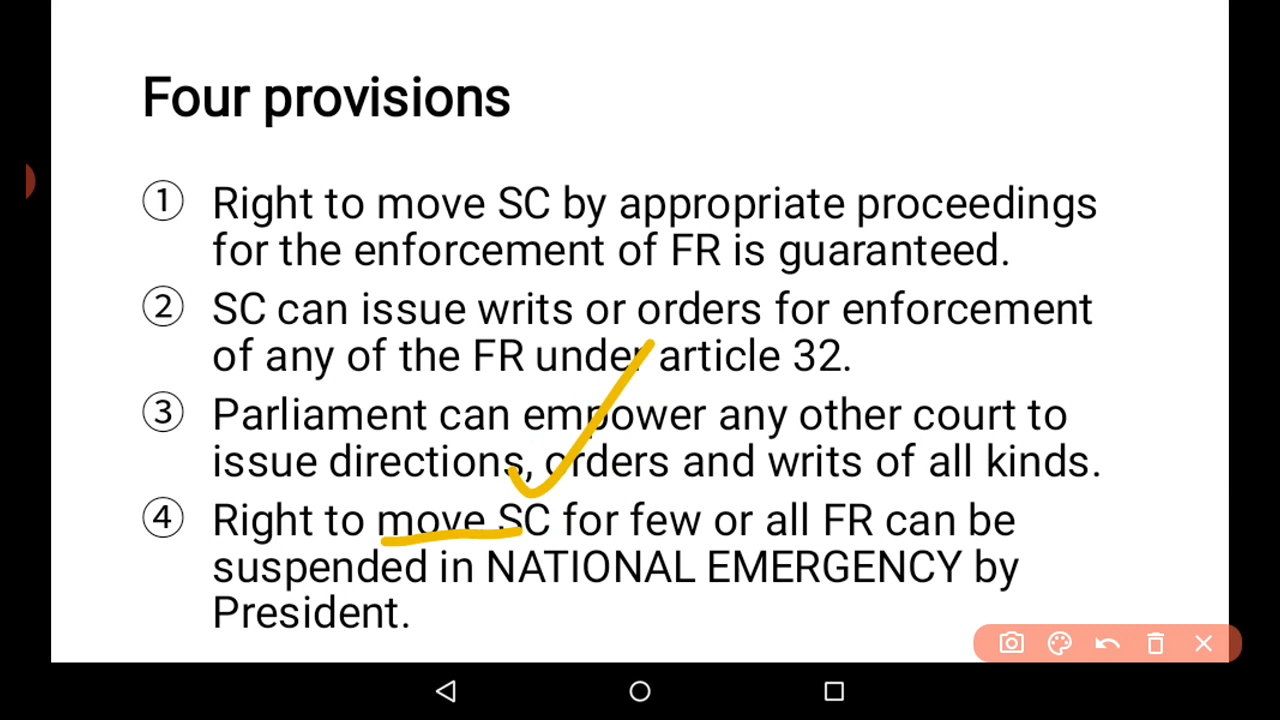 Four provisions
① Right to move SC by appropriate proceedings
for the enforcement of FR is guaranteed.
② SC can issue writs or orders for enforcement
of any of the FR under article 32.
③ Parliament can empower any other court to
issue directions, orders and writs of all kinds.
④ Right to move SC for few or all FR can be
suspended in NATIONAL EMERGENCY by
President.